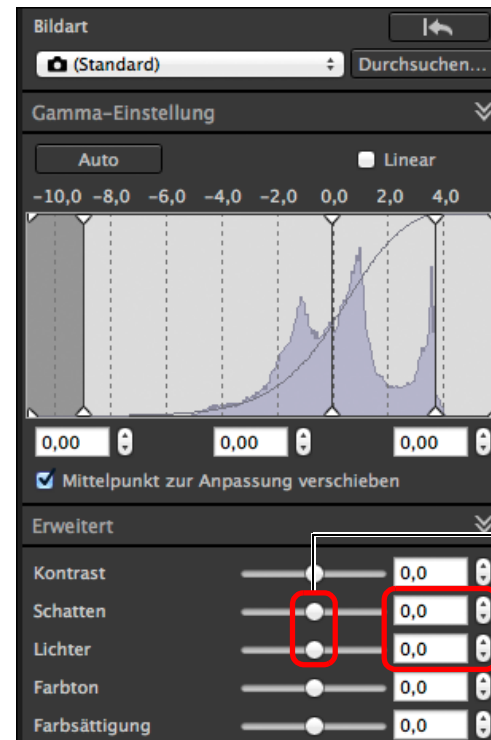 Bildart
(Standard) Durchsuchen...
Gamma-Einstellung
Auto Linear
-10,0 -8,0 -6,0 -4,0 -2,0 0,0 2,0 4,0
0,00 0,00 0,00
Mittelpunkt zur Anpassung verschieben
Erweitert
Kontrast 0,0
Schatten 0,0
Lichter 0,0
Farbton 0,0
Farbsättigung 0,0